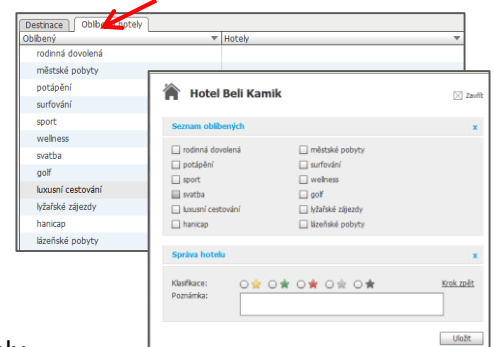 Destinace
Oblíbený
Hotely
rodinná dovolená
městské pobyty
potápění
surfování
sport
wellness
svatba
golf
luxusní cestování
lyžařské zájezdy
hanicap
lázeňské pobyty
Hotel Beli Kamik
Zavřít
Seznam oblíbených x
rodinná dovolená městské pobyty
potápění surfování
sport wellness
svatba golf
luxusní cestování lyžařské zájezdy
hanicap lázeňské pobyty
Správa hotelu x
Klasifikace: Krok zpět
Poznámka:
Uložit